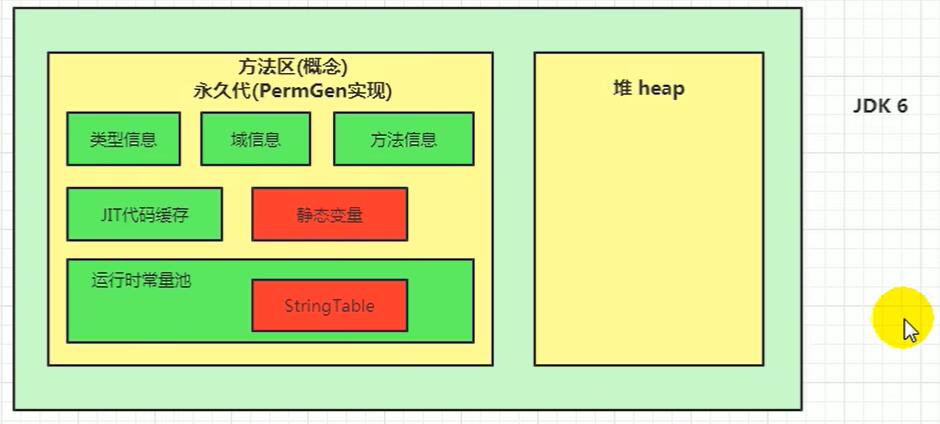 方法区(概念)
永久代(PermGen实现)
类型信息
域信息
方法信息
JIT代码缓存
静态变量
运行时常量池
StringTable
堆 heap
JDK 6